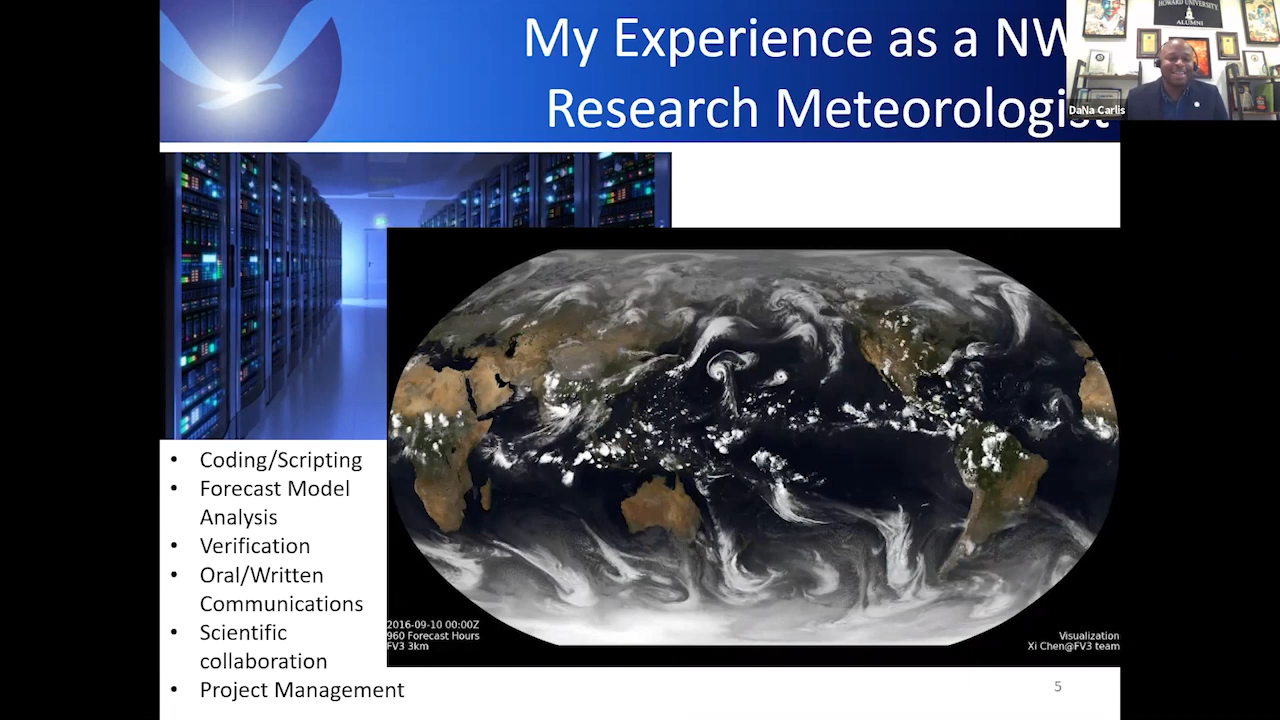 My Experience as a NW
Research Meteorologist
HOWARD UNIVERSITY
ALUMNI
DaNa Carlis
• Coding/Scripting
• Forecast Model
Analysis
• Verification
• Oral/Written
Communications
• Scientific
collaboration
• Project Management
2016-09-10 00:00Z
960 Forecast Hours
FV3 3km
Visualization
Xi Chen@FV3 team
5